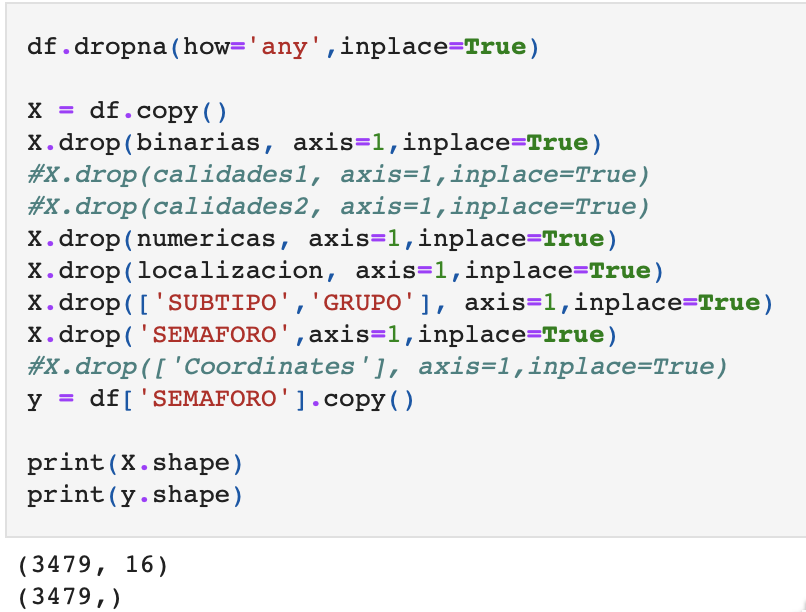 df.dropna(how='any',inplace=True)
X = df.copy()
X.drop(binarias, axis=1,inplace=True)
#X.drop(calidades1, axis=1,inplace=True)
#X.drop(calidades2, axis=1,inplace=True)
X.drop(numericas, axis=1,inplace=True)
X.drop(localizacion, axis=1,inplace=True)
X.drop(['SUBTIPO','GRUPO'], axis=1,inplace=True)
X.drop('SEMAFORO',axis=1,inplace=True)
#X.drop(['Coordinates'], axis=1,inplace=True)
y = df['SEMAFORO'].copy()
print(X.shape)
print(y.shape)
(3479, 16)
(3479,)